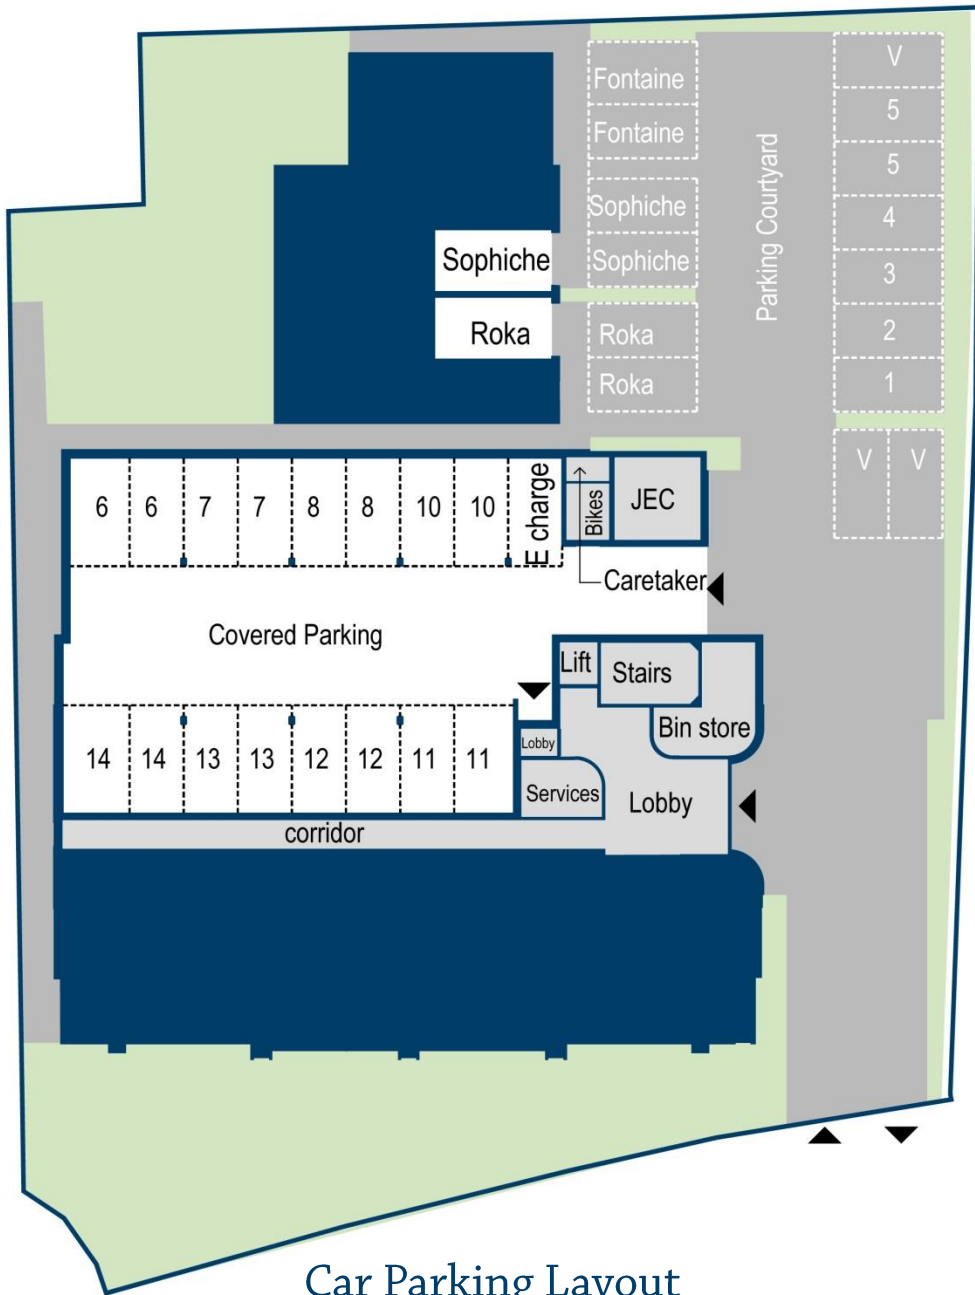 Fontaine
V
Fontaine
5
5
Sophiche
4
Sophiche
Sophiche
3
Parking Courtyard
Roka
Roka
2
Roka
1
V V
6 6 7 7 8 8 10 10 E charge
Bikes
JEC
Caretaker
Covered Parking
Lift
Stairs
Bin store
14 14 13 13 12 12 11 11
Lobby
Services
Lobby
corridor
Car Parking Layout